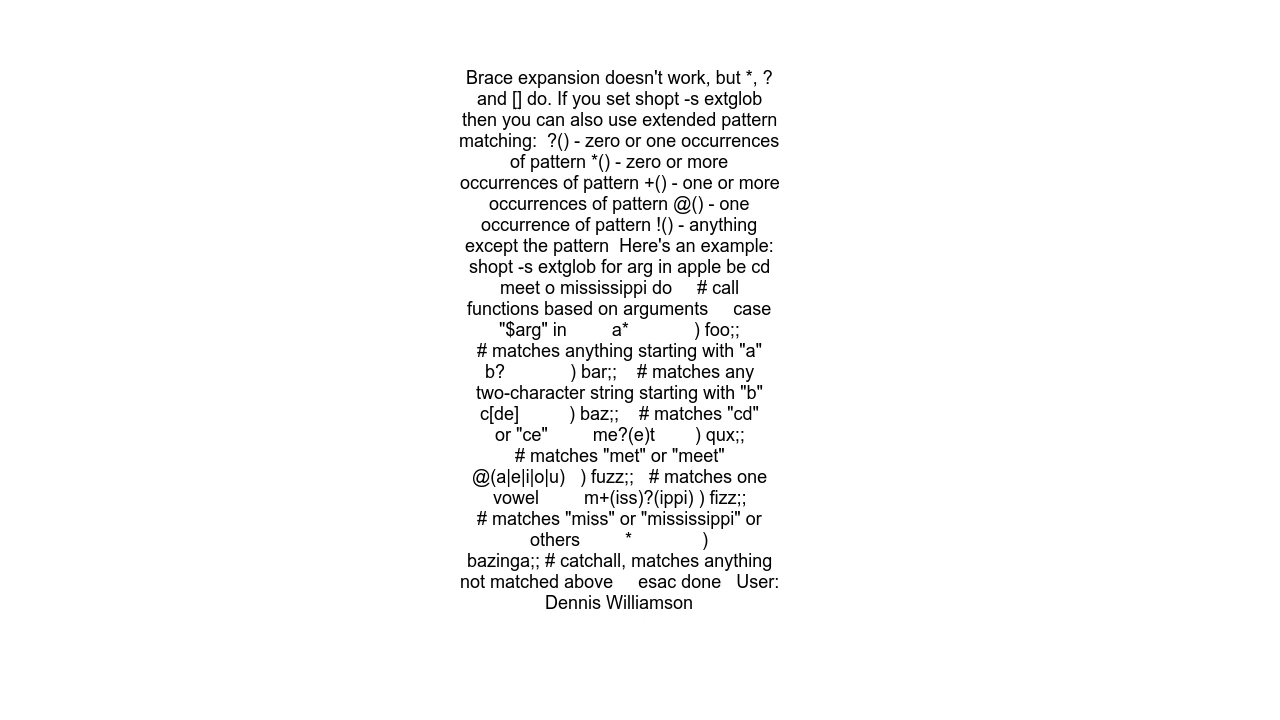 Brace expansion doesn't work, but *, ?
and [] do. If you set shopt -s extglob
then you can also use extended pattern
matching:  ?() - zero or one occurrences
of pattern *() - zero or more
occurrences of pattern +() - one or more
occurrences of pattern @() - one
occurrence of pattern !() - anything
except the pattern  Here's an example:
shopt -s extglob for arg in apple be cd
meet o mississippi do     # call
functions based on arguments     case
"$arg" in         a*             ) foo;;
# matches anything starting with "a"
b?             ) bar;;    # matches any
two-character string starting with "b"
c[de]          ) baz;;    # matches "cd"
or "ce"         me?(e)t        ) qux;;
# matches "met" or "meet"
@(a|e|i|o|u)   ) fuzz;;   # matches one
vowel         m+(iss)?(ippi) ) fizz;;
# matches "miss" or "mississippi" or
others         *              )
bazinga;; # catchall, matches anything
not matched above     esac done   User:
Dennis Williamson